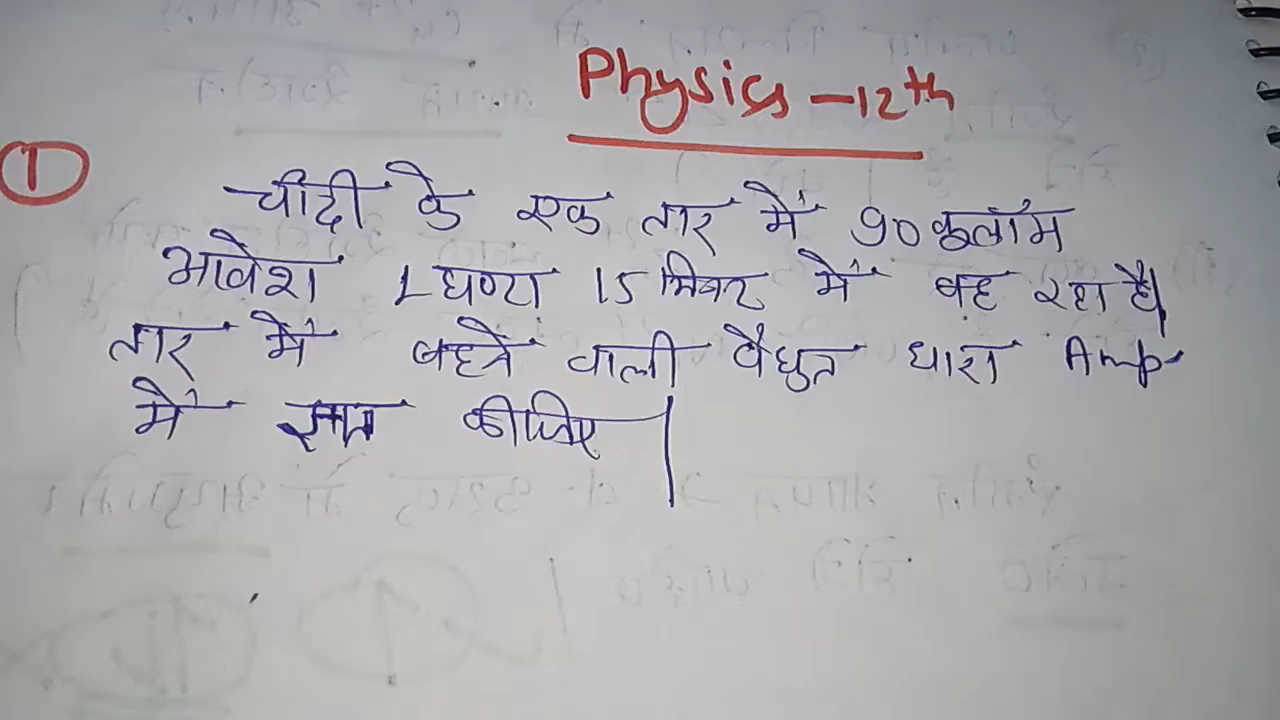 Physics - 12th
1
चाँदी के एक तार में 90 कूलॉम
आवेश 1 घण्टा 15 मिनट में बह रहा है।
तार में बहने वाली वैद्युत धारा Amp
में ज्ञात कीजिए।